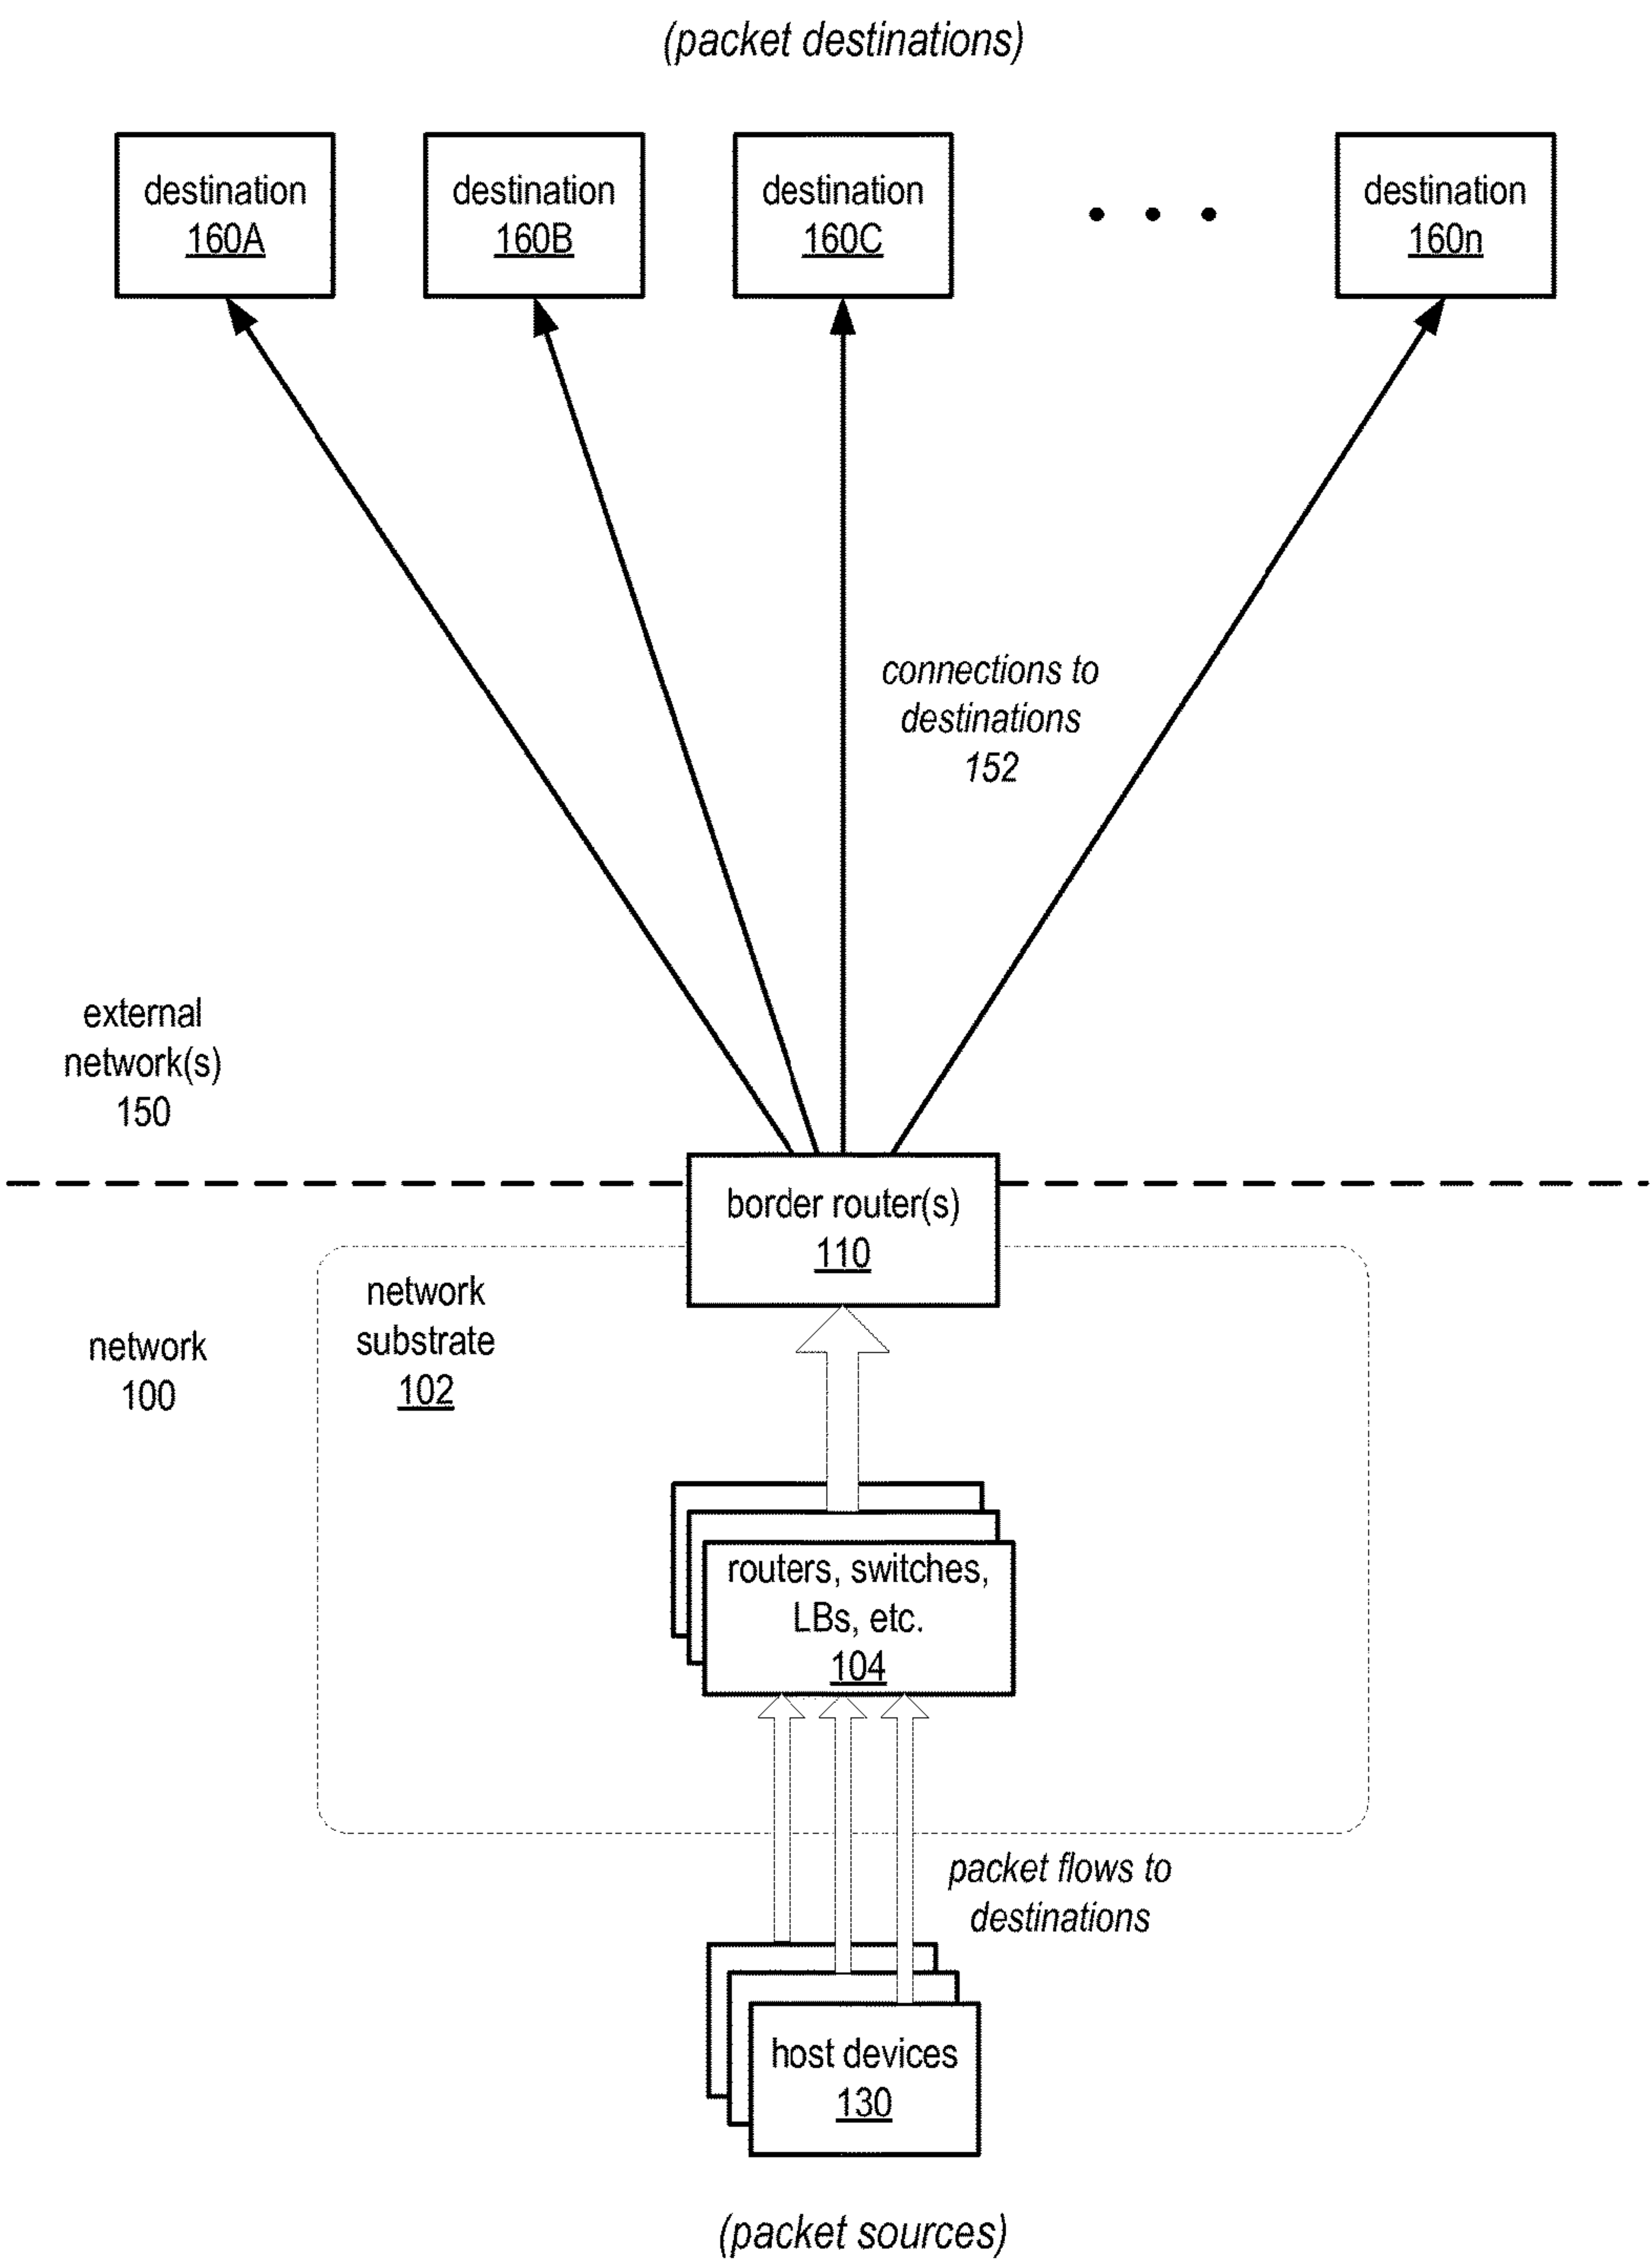 (packet destinations)
destination
160A
destination
160B
destination
160C
destination
160n
connections to
destinations
152
external
network(s)
150
border router(s)
110
network
substrate
102
network
100
routers, switches,
LBs, etc.
104
packet flows to
destinations
host devices
130
(packet sources)